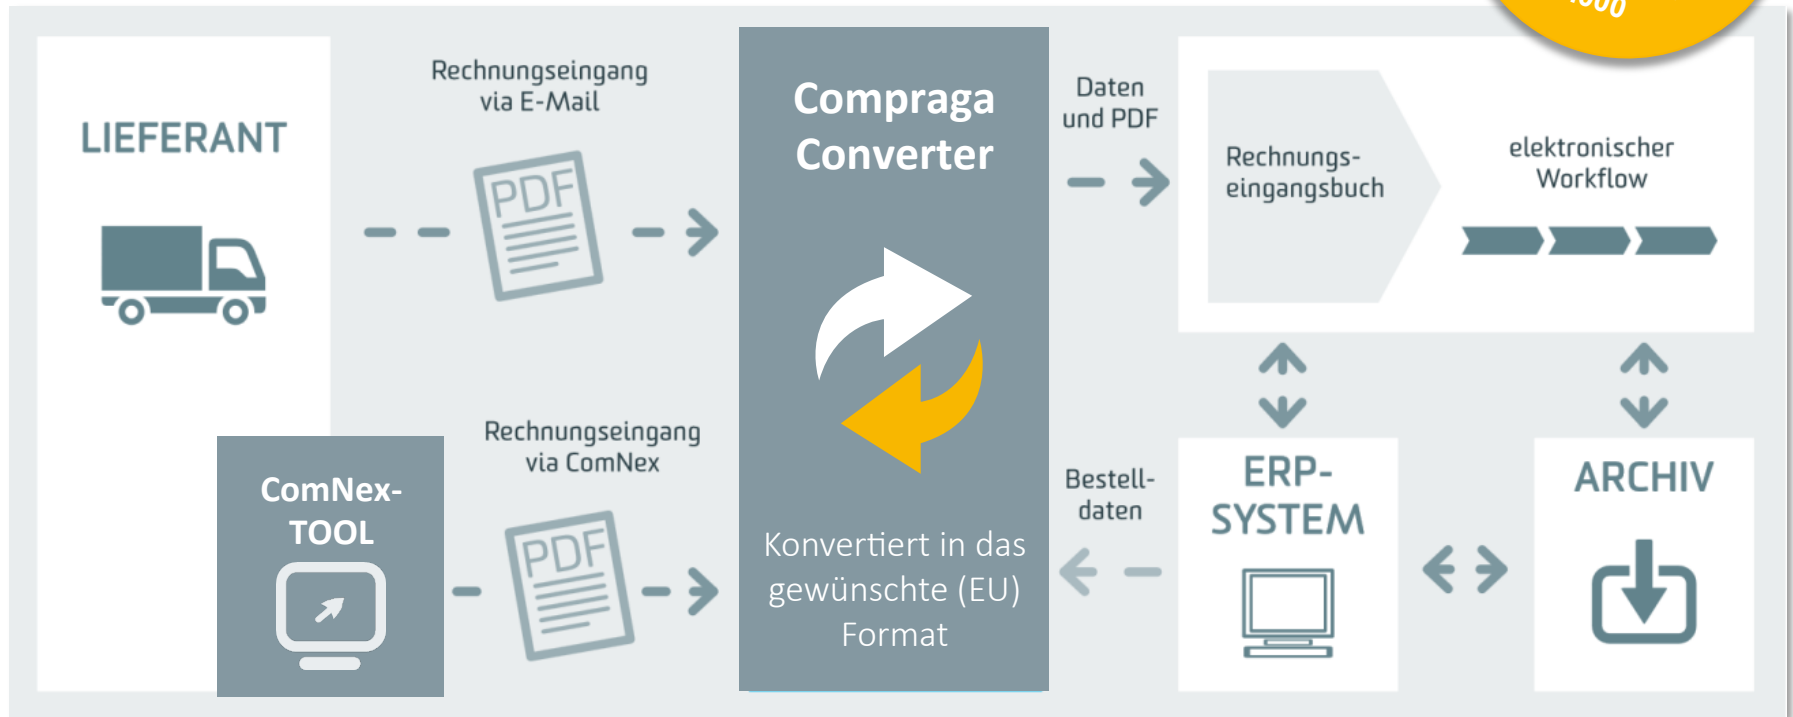 LIEFERANT
Rechnungseingang
via E-Mail
PDF
Compraga
Converter
Daten
und PDF
Rechnungs-
eingangsbuch
elektronischer
Workflow
ComNex-
TOOL
Rechnungseingang
via ComNex
PDF
Konvertiert in das
gewünschte (EU)
Format
Bestell-
daten
ERP-
SYSTEM
ARCHIV